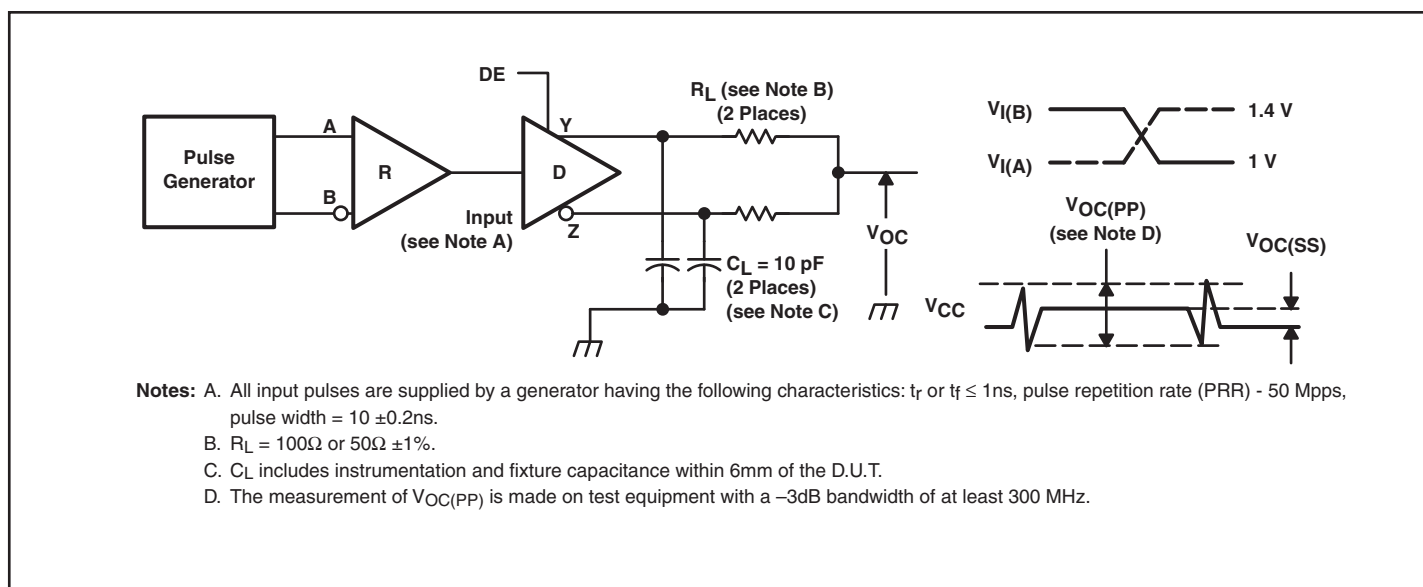 DE
RL (see Note B)
(2 Places)
Pulse
Generator
A
B
R
Y
D
Z
Input
(see Note A)
CL = 10 pF
(2 Places)
(see Note C)
VOC
VI(B)
1.4 V
VI(A)
1 V
VOC(PP)
(see Note D)
VOC(SS)
VCC
Notes: A. All input pulses are supplied by a generator having the following characteristics: tr or tf ≤ 1ns, pulse repetition rate (PRR) - 50 Mpps,
pulse width = 10 ±0.2ns.
B. RL = 100Ω or 50Ω ±1%.
C. CL includes instrumentation and fixture capacitance within 6mm of the D.U.T.
D. The measurement of VOC(PP) is made on test equipment with a –3dB bandwidth of at least 300 MHz.